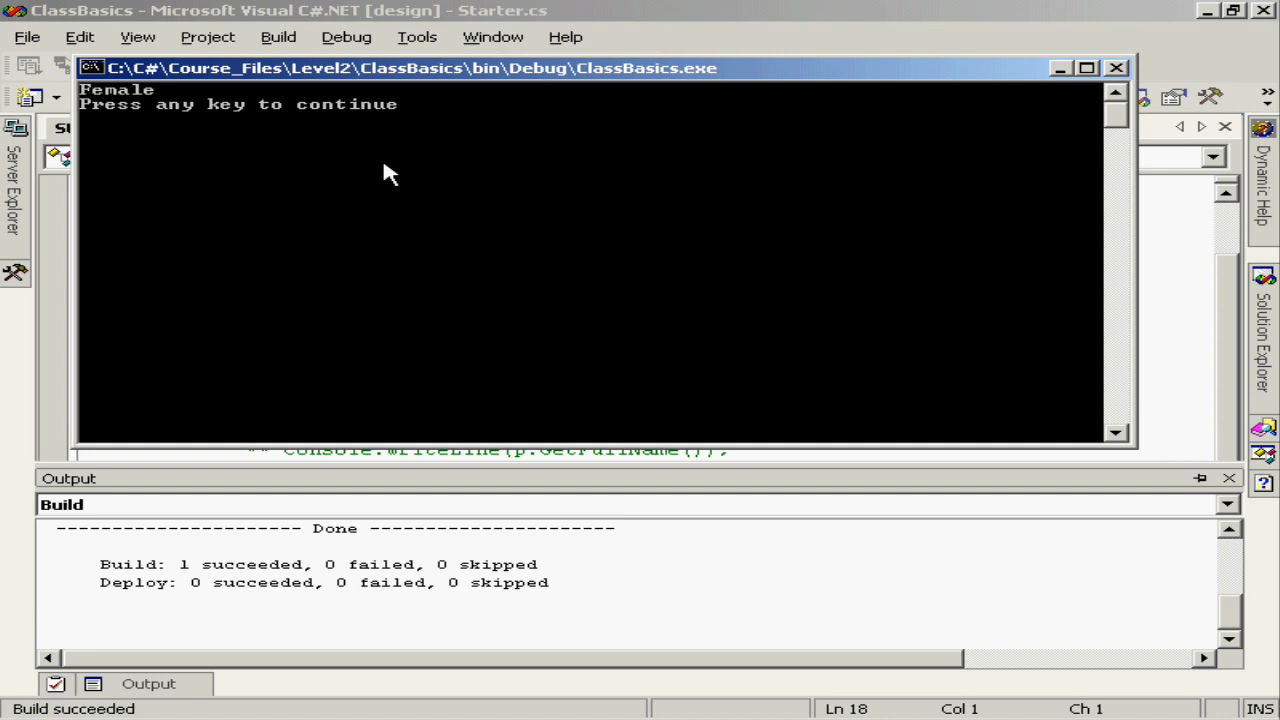 ClassBasics - Microsoft Visual C#.NET [design] - Starter.cs
File Edit View Project Build Debug Tools Window Help
C:\C#\Course_Files\Level2\ClassBasics\bin\Debug\ClassBasics.exe
Female
Press any key to continue
Server Explorer
Dynamic Help
Solution Explorer
Console.WriteLine(p.GetFullName());
Output
Build
---------------------- Done ----------------------
Build: 1 succeeded, 0 failed, 0 skipped
Deploy: 0 succeeded, 0 failed, 0 skipped
Output
Build succeeded Ln 18 Col 1 Ch 1 INS